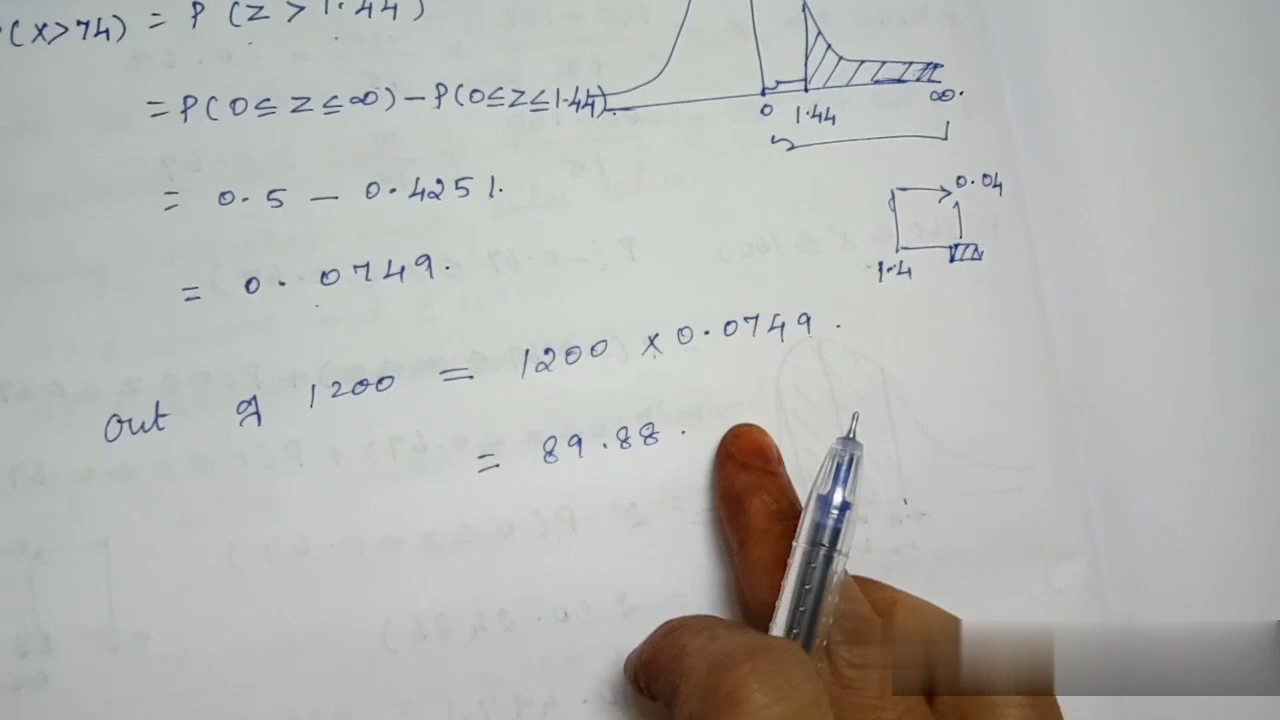 (X>74) = P(Z > 1.44)
= P(0 ≤ Z ≤ ∞) – P(0 ≤ Z ≤ 1.44).
0 1.44 ∞.
= 0.5 – 0.4251.
0.04
1.4
= 0.0749.
out of 1200 = 1200 × 0.0749.
= 89.88.